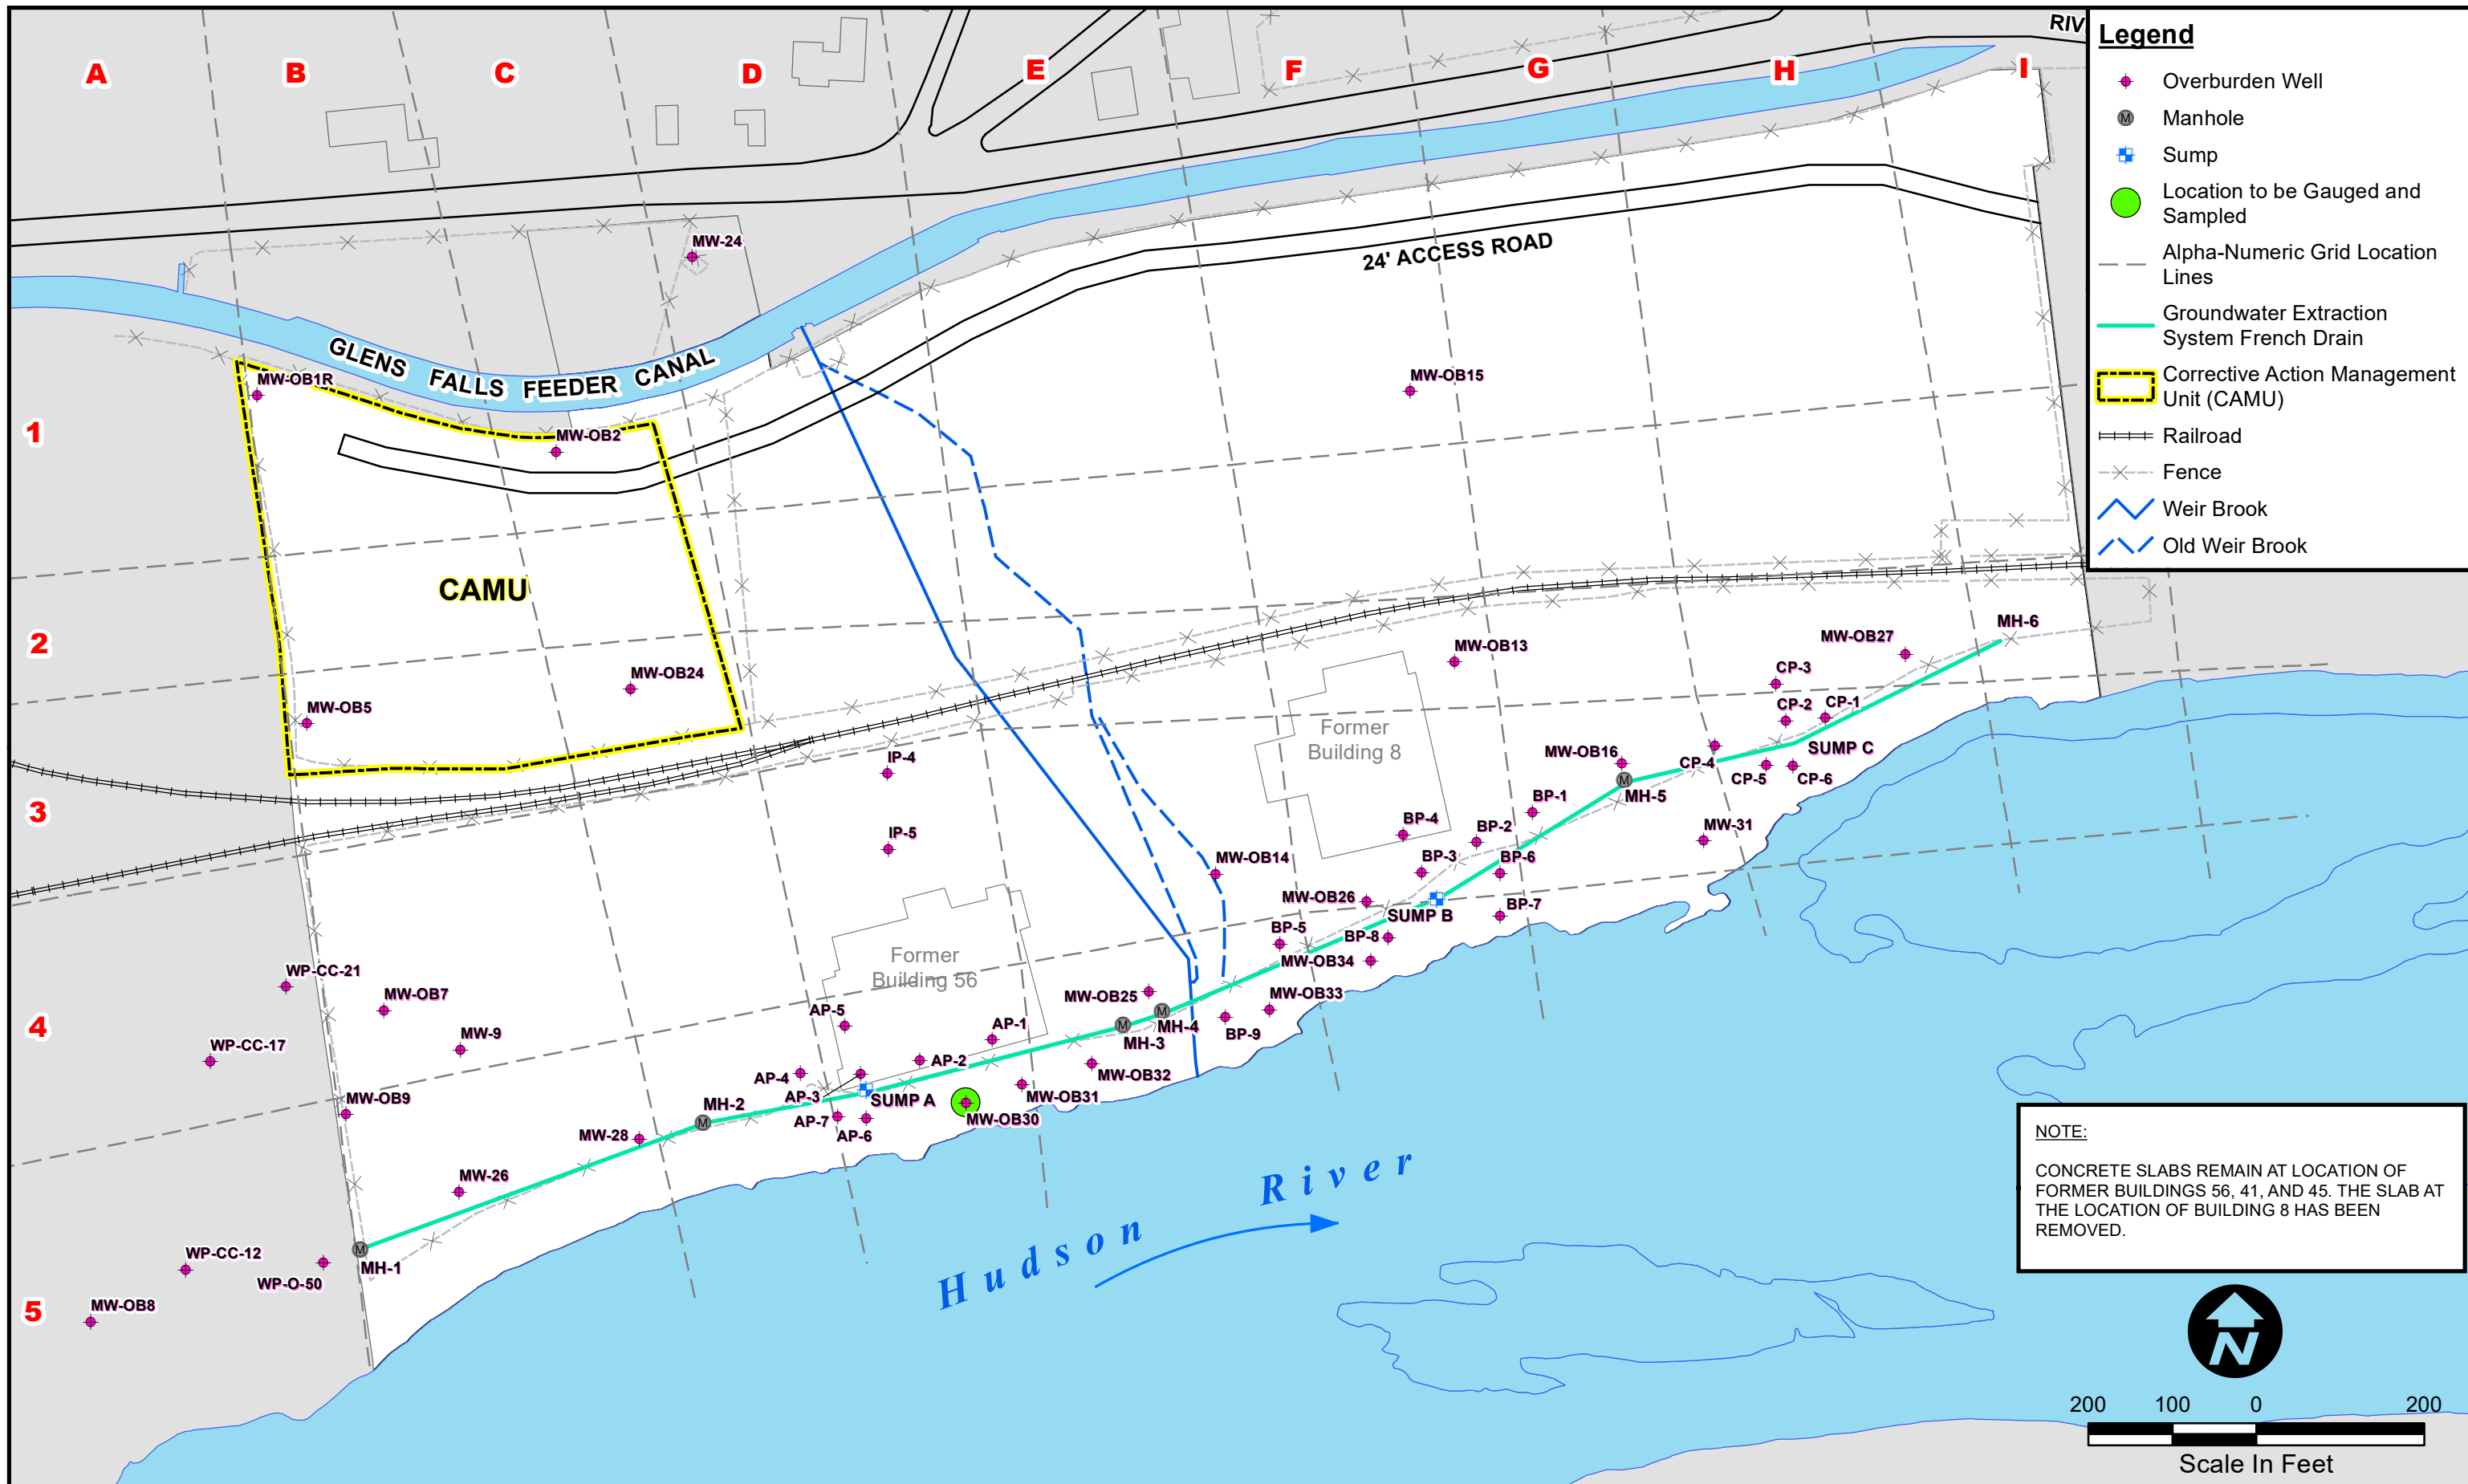 RIV
A
B
C
D
E
F
G
H
I
1
2
3
4
5
Legend
Overburden Well
M
Manhole
Sump
Location to be Gauged and
Sampled
Alpha-Numeric Grid Location
Lines
Groundwater Extraction
System French Drain
Corrective Action Management
Unit (CAMU)
Railroad
Fence
Weir Brook
Old Weir Brook
MW-24
24' ACCESS ROAD
GLENS FALLS FEEDER CANAL
MW-OB1R
MW-OB2
MW-OB15
CAMU
MW-OB24
MW-OB5
MW-OB13
MW-OB27
MH-6
CP-3
CP-2
CP-1
SUMP C
CP-4
CP-5
CP-6
MW-OB16
M
MH-5
MW-31
Former
Building 8
IP-4
IP-5
BP-1
BP-2
BP-4
BP-3
BP-6
MW-OB14
MW-OB26
SUMP B
BP-7
BP-5
BP-8
MW-OB34
Former
Building 56
WP-CC-21
MW-OB7
MW-9
WP-CC-17
MW-OB9
AP-5
AP-1
AP-2
AP-4
AP-3
SUMP A
AP-7
AP-6
MW-OB25
M
MH-4
M
MH-3
MW-OB33
BP-9
MW-OB32
MW-OB31
MW-OB30
MH-2
M
MW-28
MW-26
M
MH-1
WP-CC-12
WP-O-50
MW-OB8
Hudson River
NOTE:
CONCRETE SLABS REMAIN AT LOCATION OF
FORMER BUILDINGS 56, 41, AND 45. THE SLAB AT
THE LOCATION OF BUILDING 8 HAS BEEN
REMOVED.
N
200 100 0 200
Scale In Feet